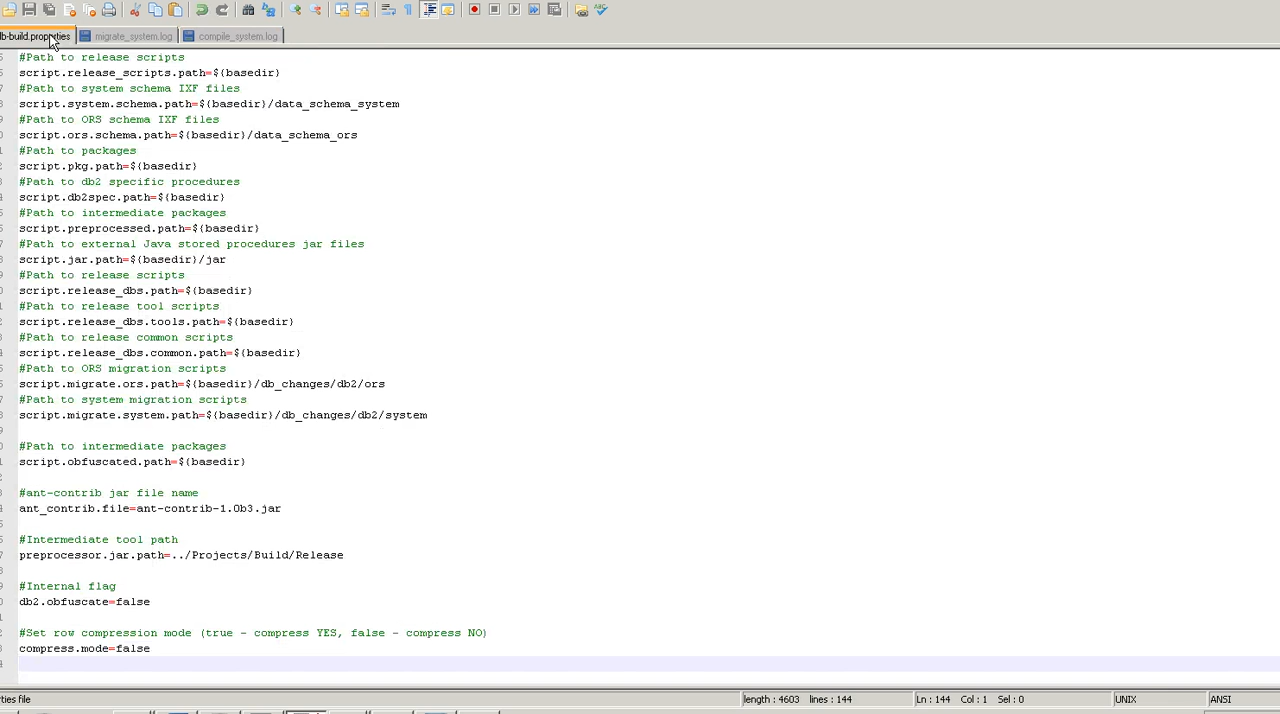 db-build.properties
migrate_system.log
compile_system.log
#Path to release scripts
script.release_scripts.path=${basedir}
#Path to system schema IXF files
script.system.schema.path=${basedir}/data_schema_system
#Path to ORS schema IXF files
script.ors.schema.path=${basedir}/data_schema_ors
#Path to packages
script.pkg.path=${basedir}
#Path to db2 specific procedures
script.db2spec.path=${basedir}
#Path to intermediate packages
script.preprocessed.path=${basedir}
#Path to external Java stored procedures jar files
script.jar.path=${basedir}/jar
#Path to release scripts
script.release_dbs.path=${basedir}
#Path to release tool scripts
script.release_dbs.tools.path=${basedir}
#Path to release common scripts
script.release_dbs.common.path=${basedir}
#Path to ORS migration scripts
script.migrate.ors.path=${basedir}/db_changes/db2/ors
#Path to system migration scripts
script.migrate.system.path=${basedir}/db_changes/db2/system
#Path to intermediate packages
script.obfuscated.path=${basedir}
#ant-contrib jar file name
ant_contrib.file=ant-contrib-1.0b3.jar
#Intermediate tool path
preprocessor.jar.path=../Projects/Build/Release
#Internal flag
db2.obfuscate=false
#Set row compression mode (true - compress YES, false - compress NO)
compress.mode=false
ties file
length : 4603 lines : 144
Ln : 144 Col : 1 Sel : 0
UNIX
ANSI